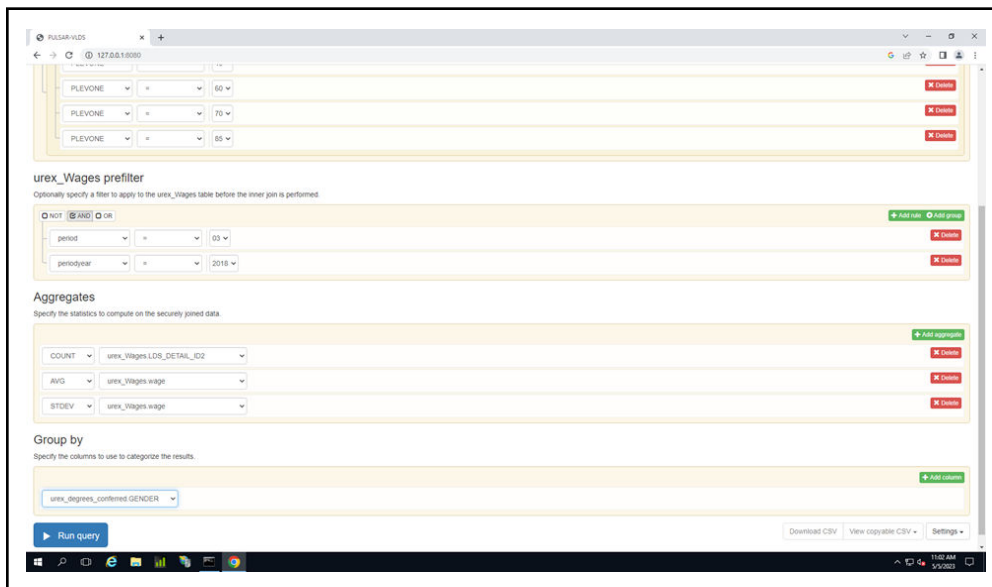 PULSAR-VLDS
127.0.0.1:8080
PLEVONE = 60 Delete
PLEVONE = 70 Delete
PLEVONE = 85 Delete
urex_Wages prefilter
Optionally specify a filter to apply to the urex_Wages table before the inner join is performed.
NOT AND OR + Add rule Add group
period = 03 Delete
periodyear = 2018 Delete
Aggregates
Specify the statistics to compute on the securely joined data.
+ Add aggregate
COUNT urex_Wages.LDS_DETAIL_ID2 Delete
AVG urex_Wages.wage Delete
STDEV urex_Wages.wage Delete
Group by
Specify the columns to use to categorize the results.
+ Add column
urex_degrees_conferred.GENDER
Run query Download CSV View copyable CSV Settings
11:02 AM
5/5/2023